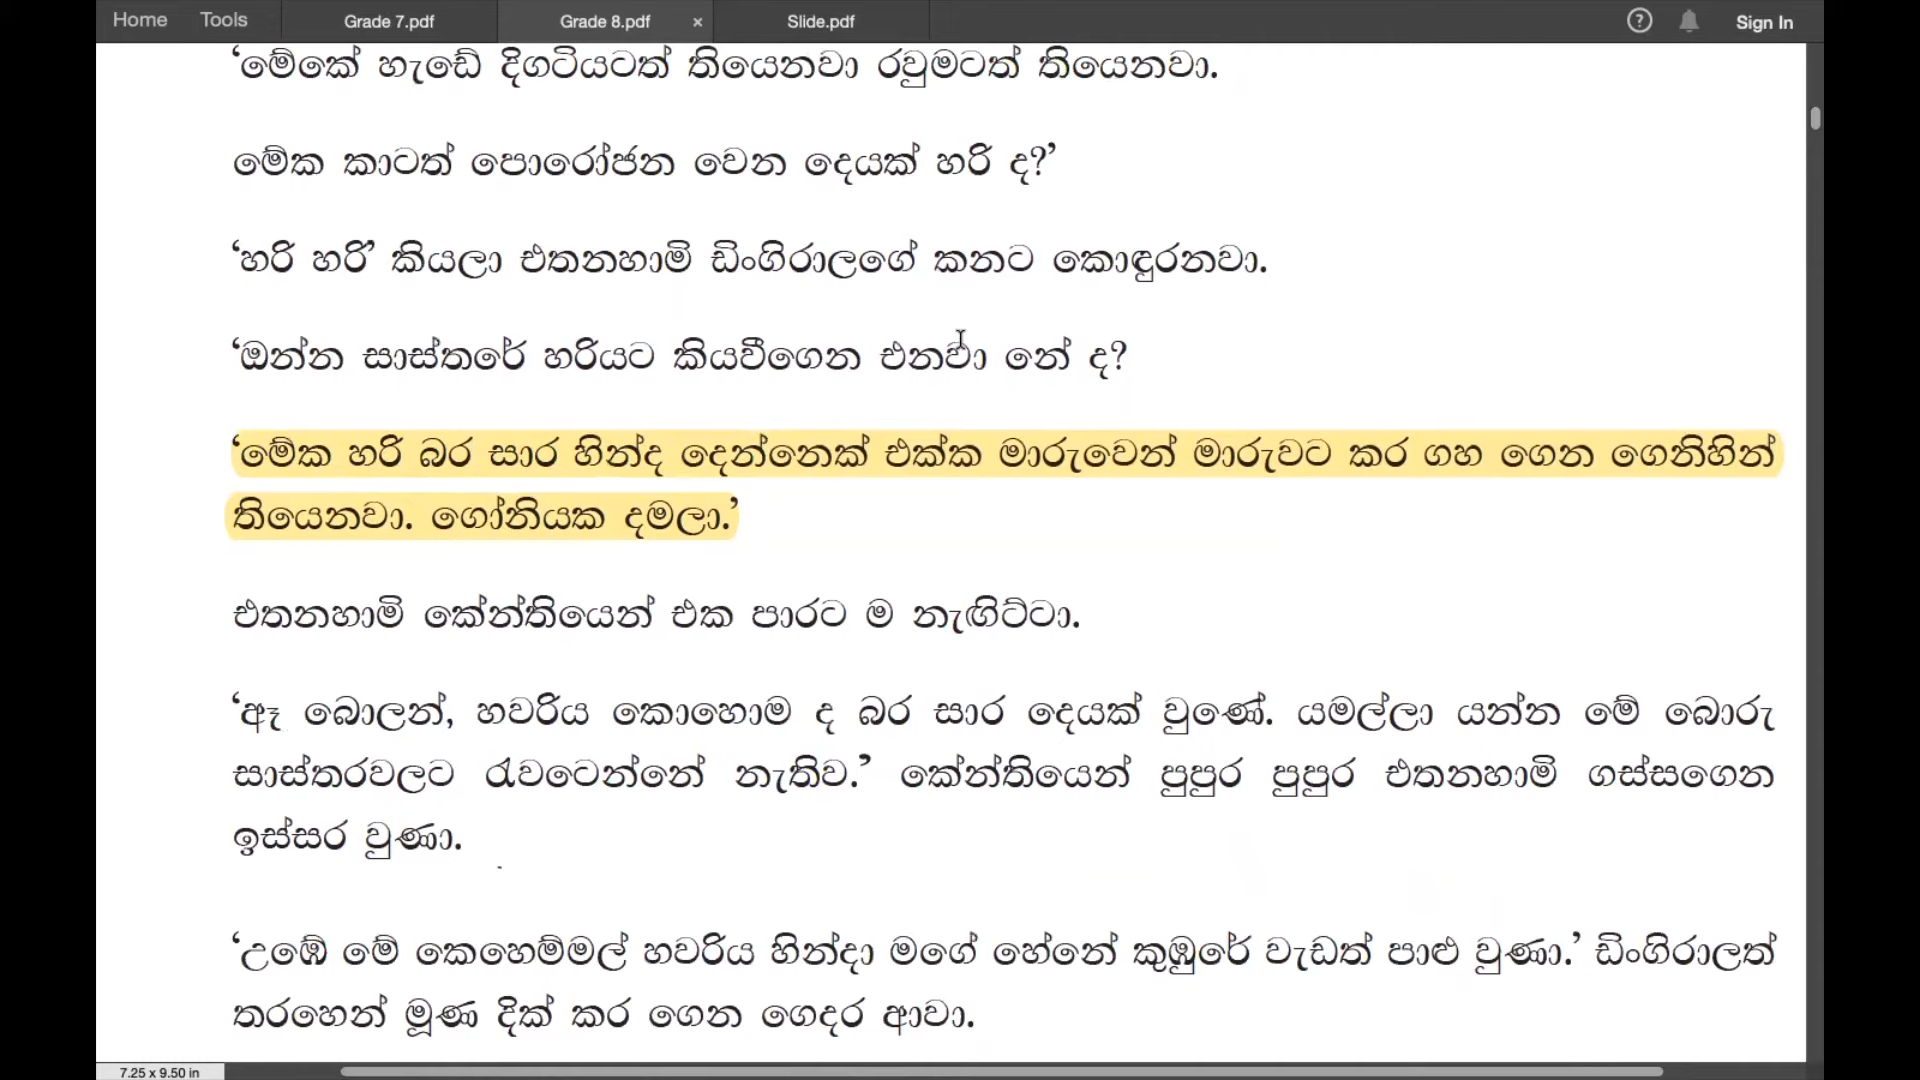 Home Tools Grade 7.pdf Grade 8.pdf × Slide.pdf ? Sign In
‘මේකේ හැඩේ දිගටියටත් තියෙනවා රවුමටත් තියෙනවා.
මේක කාටත් පොරෝජන වෙන දෙයක් හරි ද?’
‘හරි හරි’ කියලා එතනහාමි ඩිංගිරාලගේ කනට කොඳුරනවා.
‘ඔන්න සාස්තරේ හරියට කියවීගෙන එනවා නේ ද?
‘මේක හරි බර සාර හින්ද දෙන්නෙක් එක්ක මාරුවෙන් මාරුවට කර ගහ ගෙන ගෙනිහින්
තියෙනවා. ගෝනියක දමලා.’
එතනහාමි කේන්තියෙන් එක පාරට ම නැඟිට්ටා.
‘ඈ බොලන්, හවරිය කොහොම ද බර සාර දෙයක් වුණේ. යමල්ලා යන්න මේ බොරු
සාස්තරවලට රැවටෙන්නේ නැතිව.’ කේන්තියෙන් පුපුර පුපුර එතනහාමි ගස්සගෙන
ඉස්සර වුණා.
‘උඹේ මේ කෙහෙම්මල් හවරිය හින්දා මගේ හේනේ කුඹුරේ වැඩත් පාළු වුණා.’ ඩිංගිරාලත්
තරහෙන් මූණ දික් කර ගෙන ගෙදර ආවා.
7.25 x 9.50 in